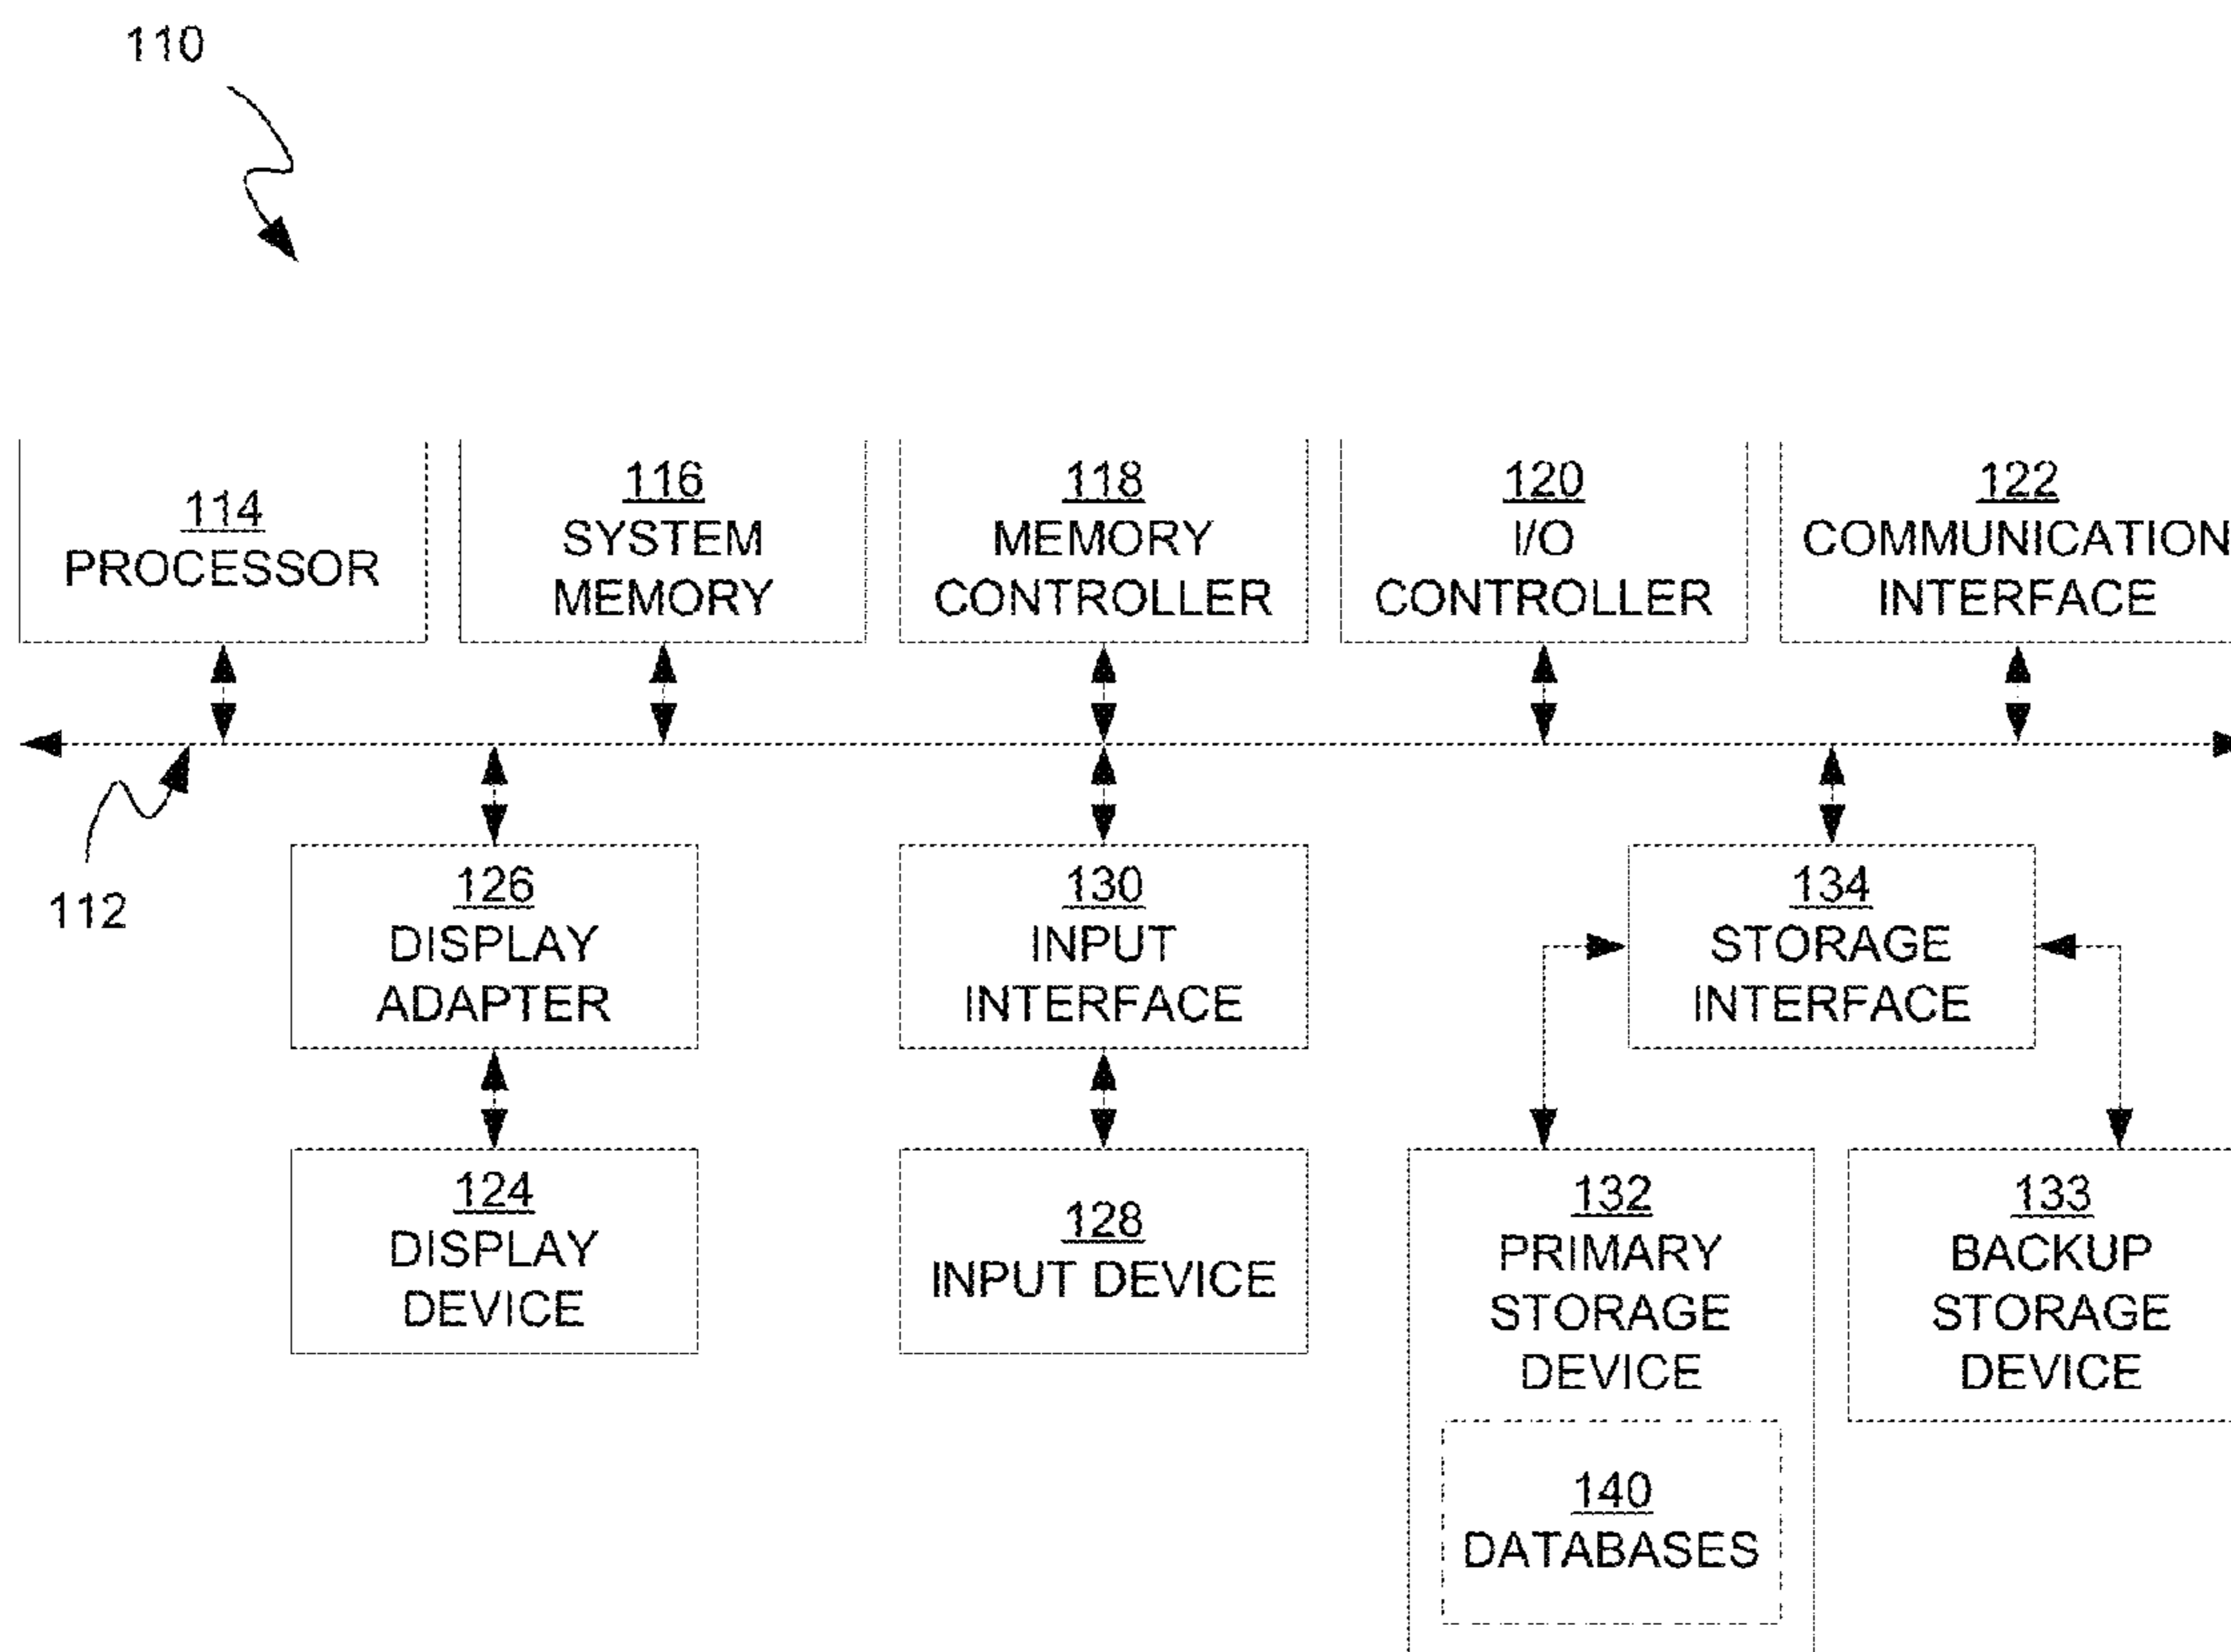 110
114
PROCESSOR
116
SYSTEM
MEMORY
118
MEMORY
CONTROLLER
120
I/O
CONTROLLER
122
COMMUNICATION
INTERFACE
112
126
DISPLAY
ADAPTER
130
INPUT
INTERFACE
134
STORAGE
INTERFACE
124
DISPLAY
DEVICE
128
INPUT DEVICE
132
PRIMARY
STORAGE
DEVICE
133
BACKUP
STORAGE
DEVICE
140
DATABASES